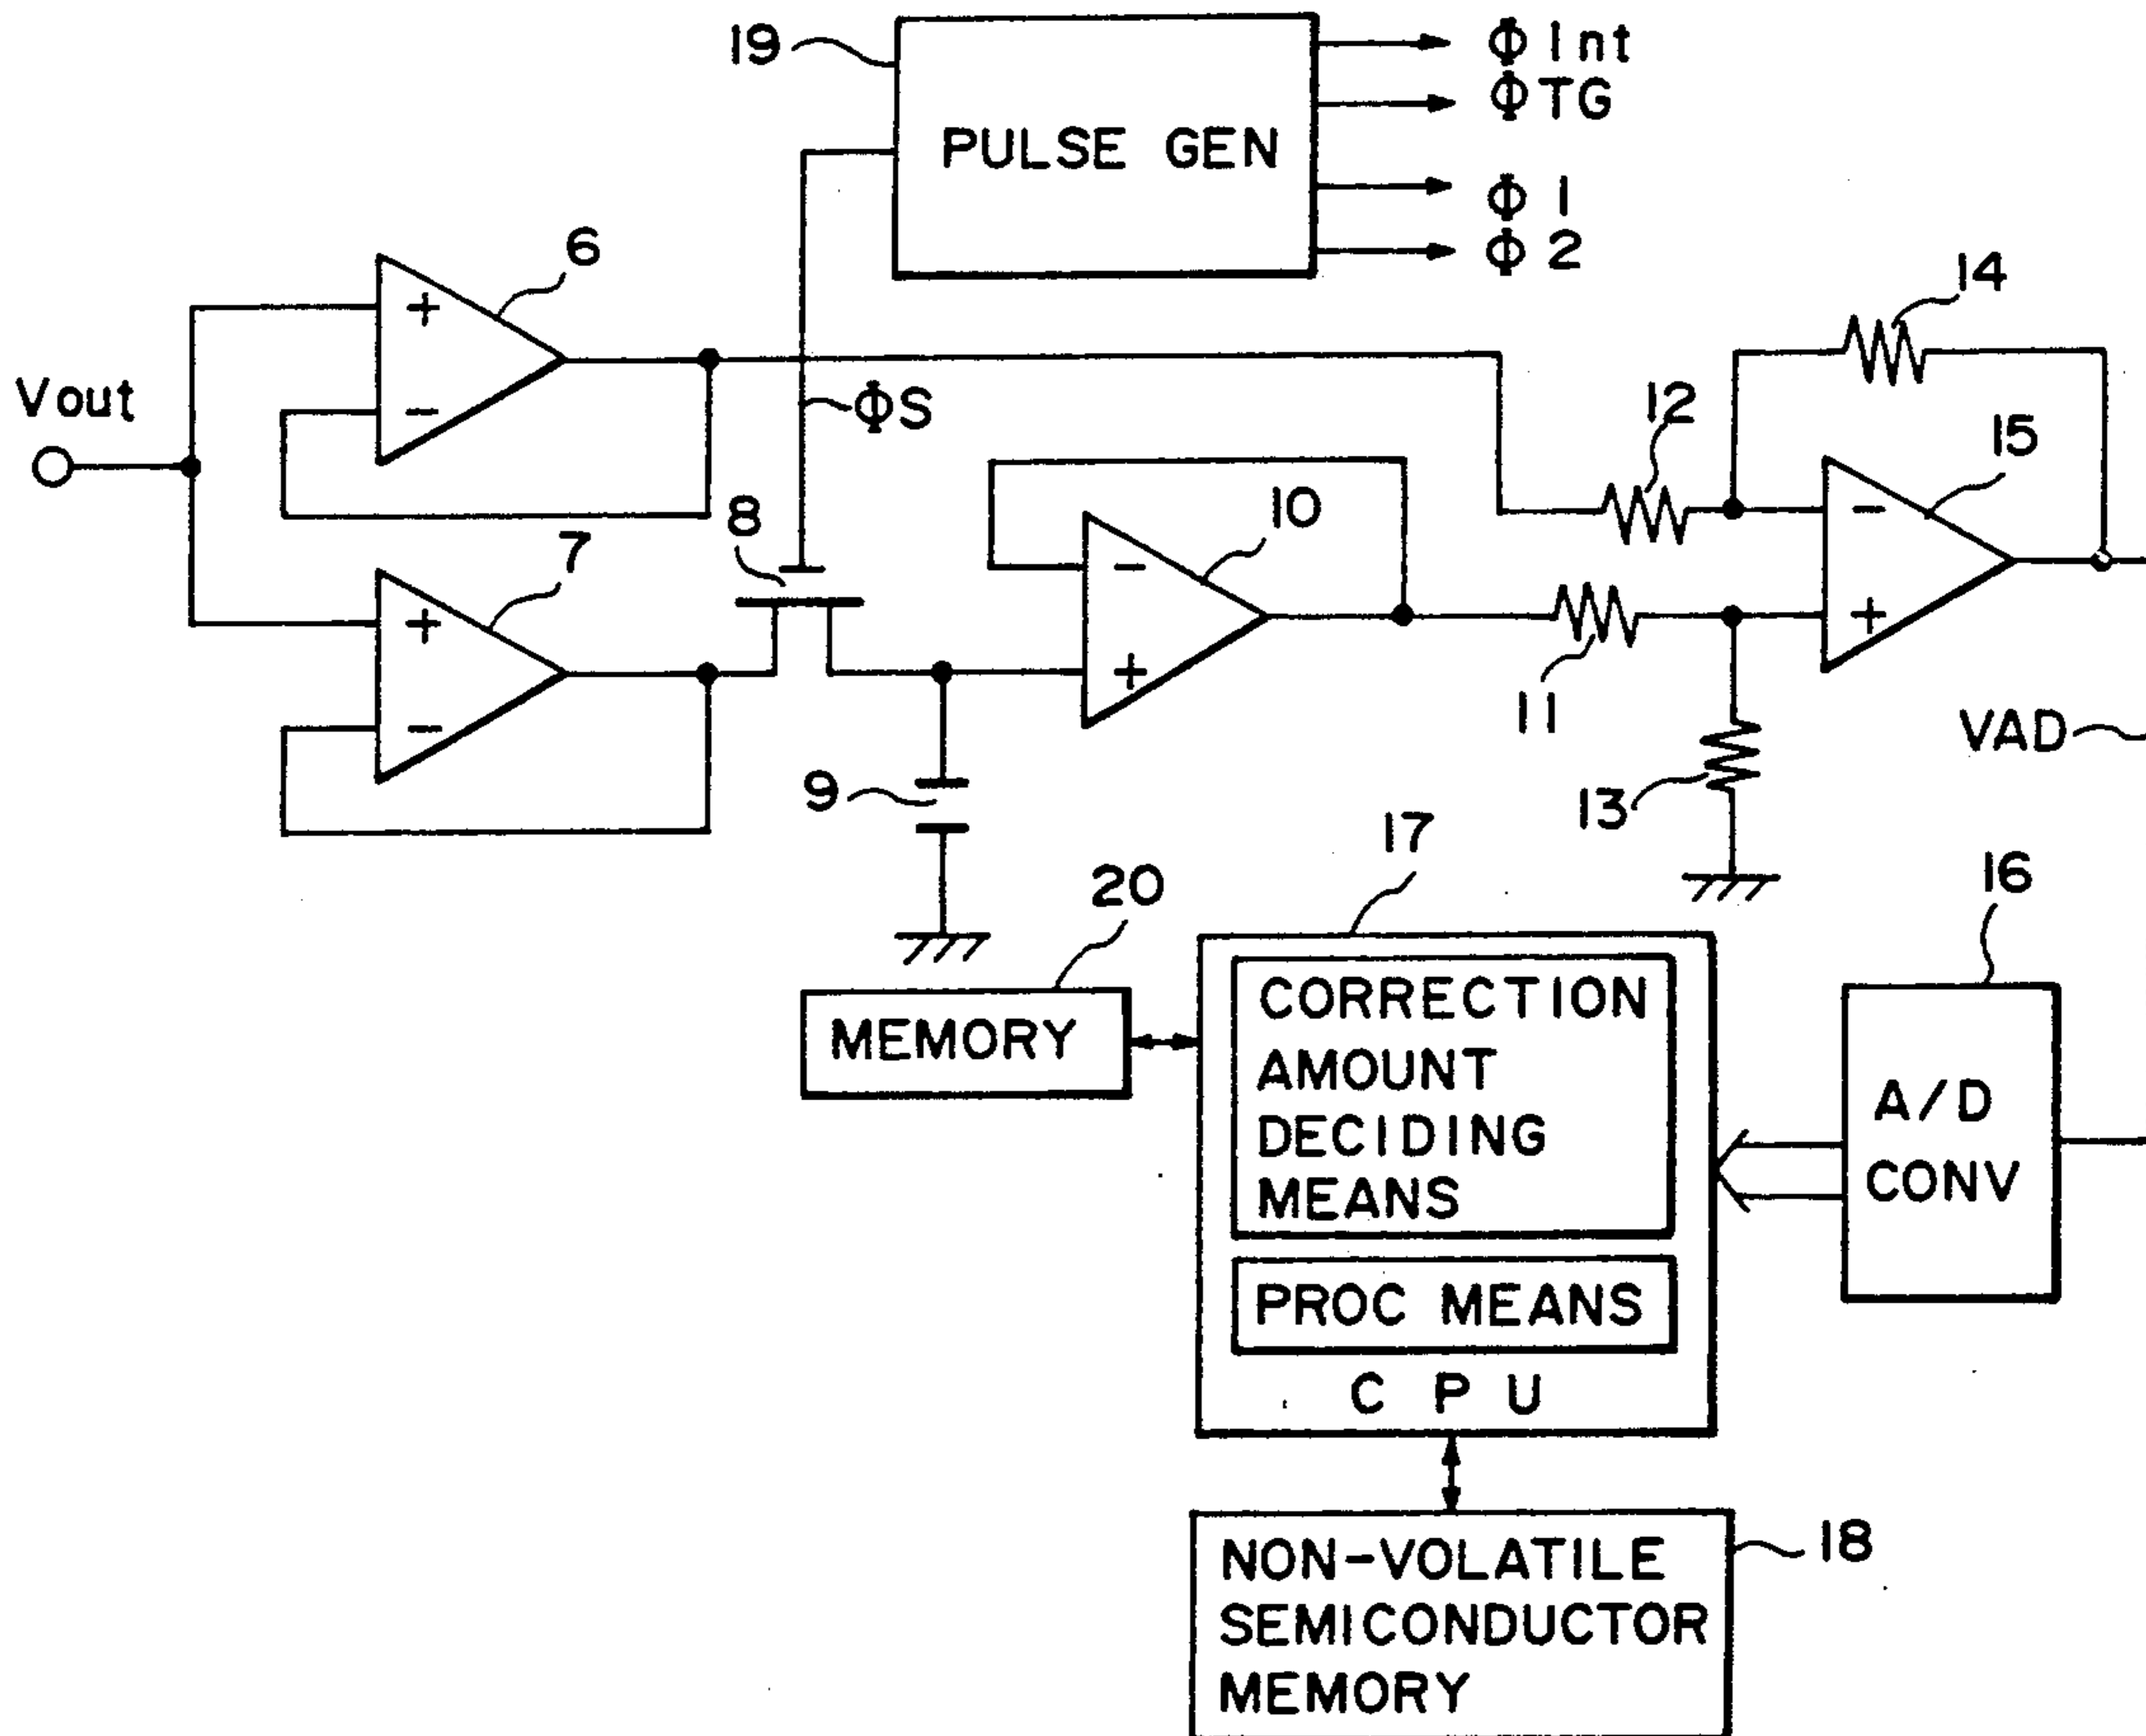 19
Φ Int
ΦTG
PULSE GEN
Φ 1
Φ 2
6
14
Vout
ΦS
12
15
8
10
7
+
−
+
−
−
+
−
+
11
VAD
9
13
17
20
16
MEMORY
CORRECTION
AMOUNT
DECIDING
MEANS
A/D
CONV
PROC MEANS
C P U
NON-VOLATILE
SEMICONDUCTOR
MEMORY
18